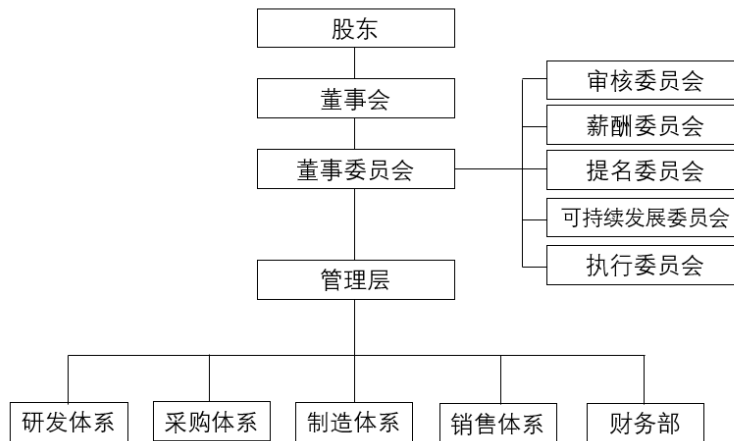 股东
董事会
董事委员会
审核委员会
薪酬委员会
提名委员会
可持续发展委员会
执行委员会
管理层
研发体系
采购体系
制造体系
销售体系
财务部